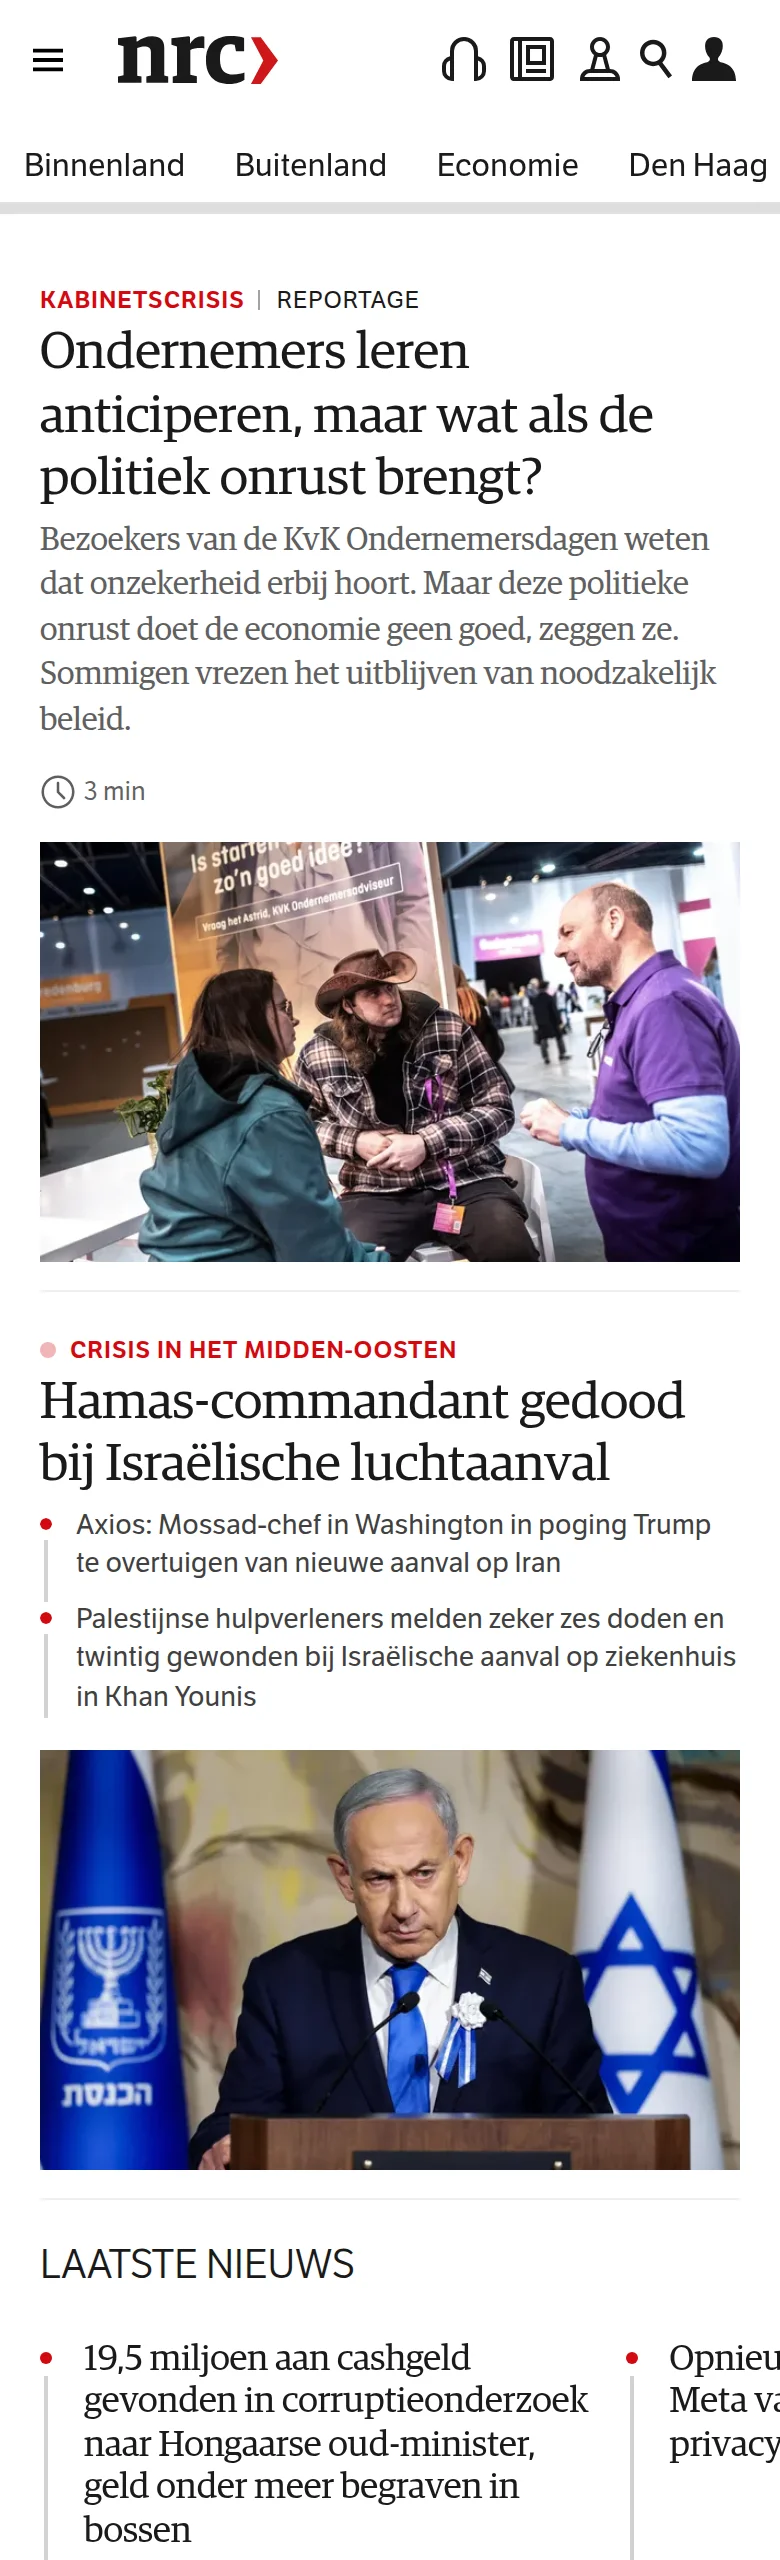 nrc
Binnenland Buitenland Economie Den Haag
KABINETSCRISIS | REPORTAGE
Ondernemers leren
anticiperen, maar wat als de
politiek onrust brengt?
Bezoekers van de KvK Ondernemersdagen weten
dat onzekerheid erbij hoort. Maar deze politieke
onrust doet de economie geen goed, zeggen ze.
Sommigen vrezen het uitblijven van noodzakelijk
beleid.
3 min
Is starten
zo'n goed idee?
Vraag het Astrid, KVK Ondernemersadviseur
CRISIS IN HET MIDDEN-OOSTEN
Hamas-commandant gedood
bij Israëlische luchtaanval
Axios: Mossad-chef in Washington in poging Trump
te overtuigen van nieuwe aanval op Iran
Palestijnse hulpverleners melden zeker zes doden en
twintig gewonden bij Israëlische aanval op ziekenhuis
in Khan Younis
ישראל
הכנסת
LAATSTE NIEUWS
19,5 miljoen aan cashgeld
gevonden in corruptieonderzoek
naar Hongaarse oud-minister,
geld onder meer begraven in
bossen
Opnieu
Meta va
privacy